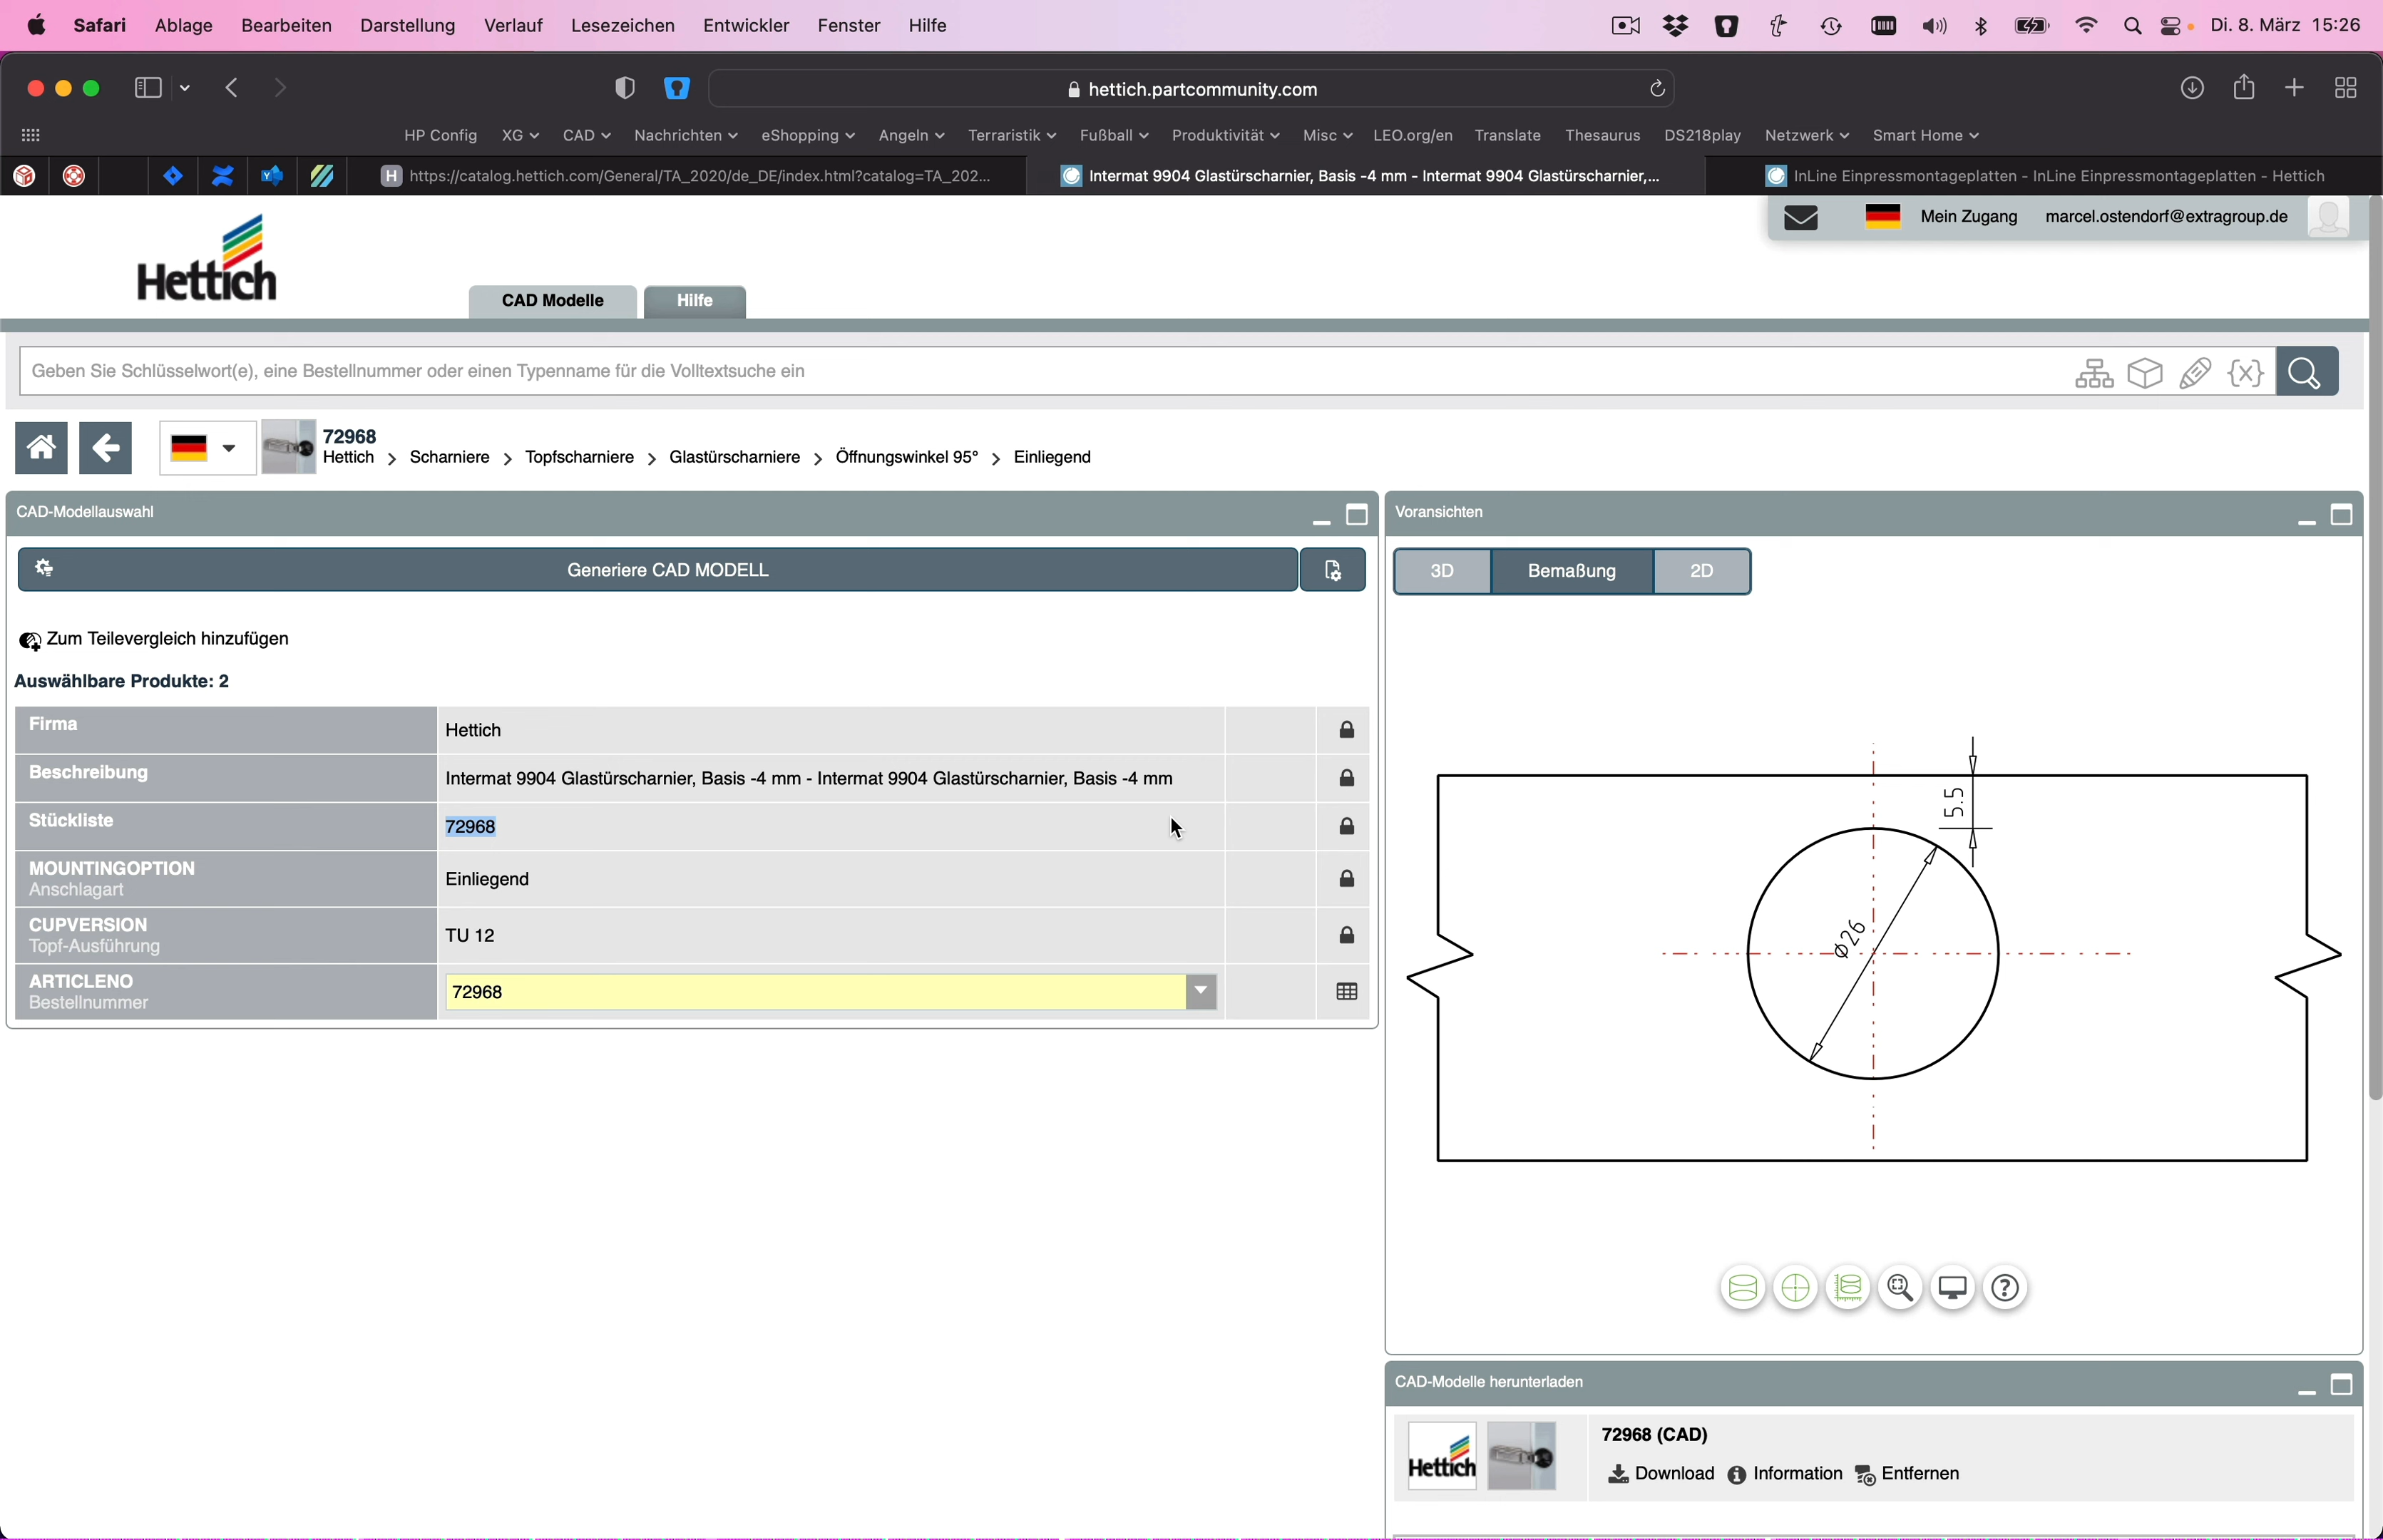 Safari Ablage Bearbeiten Darstellung Verlauf Lesezeichen Entwickler Fenster Hilfe Di. 8. März 15:26
hettich.partcommunity.com
HP Config XG CAD Nachrichten eShopping Angeln Terraristik Fußball Produktivität Misc LEO.org/en Translate Thesaurus DS218play Netzwerk Smart Home
H https://catalog.hettich.com/General/TA_2020/de_DE/index.html?catalog=TA_202... Intermat 9904 Glastürscharnier, Basis -4 mm - Intermat 9904 Glastürscharnier,... InLine Einpressmontageplatten - InLine Einpressmontageplatten - Hettich
Mein Zugang marcel.ostendorf@extragroup.de
Hettich
CAD Modelle Hilfe
Geben Sie Schlüsselwort(e), eine Bestellnummer oder einen Typenname für die Volltextsuche ein {x}
72968
Hettich > Scharniere > Topfscharniere > Glastürscharniere > Öffnungswinkel 95° > Einliegend
CAD-Modellauswahl
Generiere CAD MODELL
Zum Teilevergleich hinzufügen
Auswählbare Produkte: 2
Firma Hettich
Beschreibung Intermat 9904 Glastürscharnier, Basis -4 mm - Intermat 9904 Glastürscharnier, Basis -4 mm
Stückliste 72968
MOUNTINGOPTION
Anschlagart Einliegend
CUPVERSION
Topf-Ausführung TU 12
ARTICLENO
Bestellnummer 72968
Voransichten
3D Bemaßung 2D
5.5
ϕ26
CAD-Modelle herunterladen
Hettich
72968 (CAD)
Download Information Entfernen